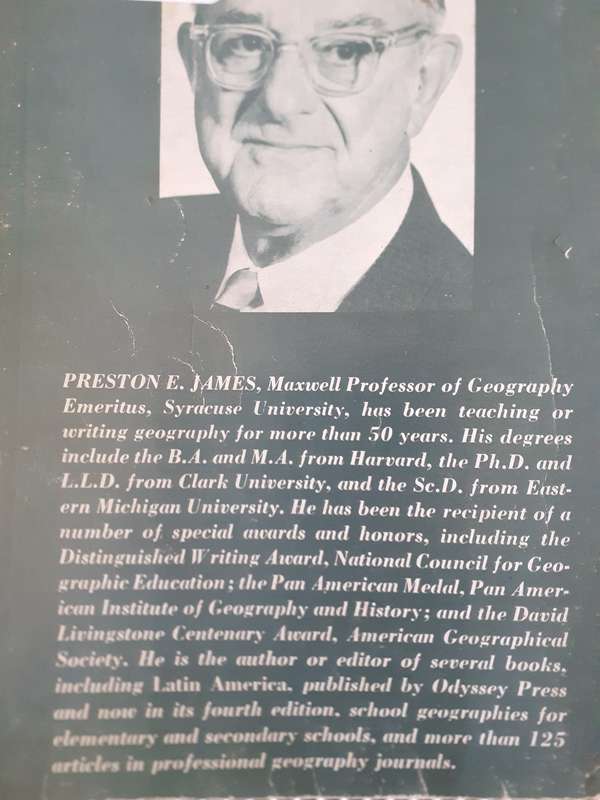 PRESTON E. JAMES, Maxwell Professor of Geography
Emeritus, Syracuse University, has been teaching or
writing geography for more than 50 years. His degrees
include the B.A. and M.A. from Harvard, the Ph.D. and
L.L.D. from Clark University, and the Sc.D. from East-
ern Michigan University. He has been the recipient of a
number of special awards and honors, including the
Distinguished Writing Award, National Council for Geo-
graphic Education; the Pan American Medal, Pan Amer-
ican Institute of Geography and History; and the David
Livingstone Centenary Award, American Geographical
Society. He is the author or editor of several books,
including Latin America, published by Odyssey Press
and now in its fourth edition, school geographies for
elementary and secondary schools, and more than 125
articles in professional geography journals.